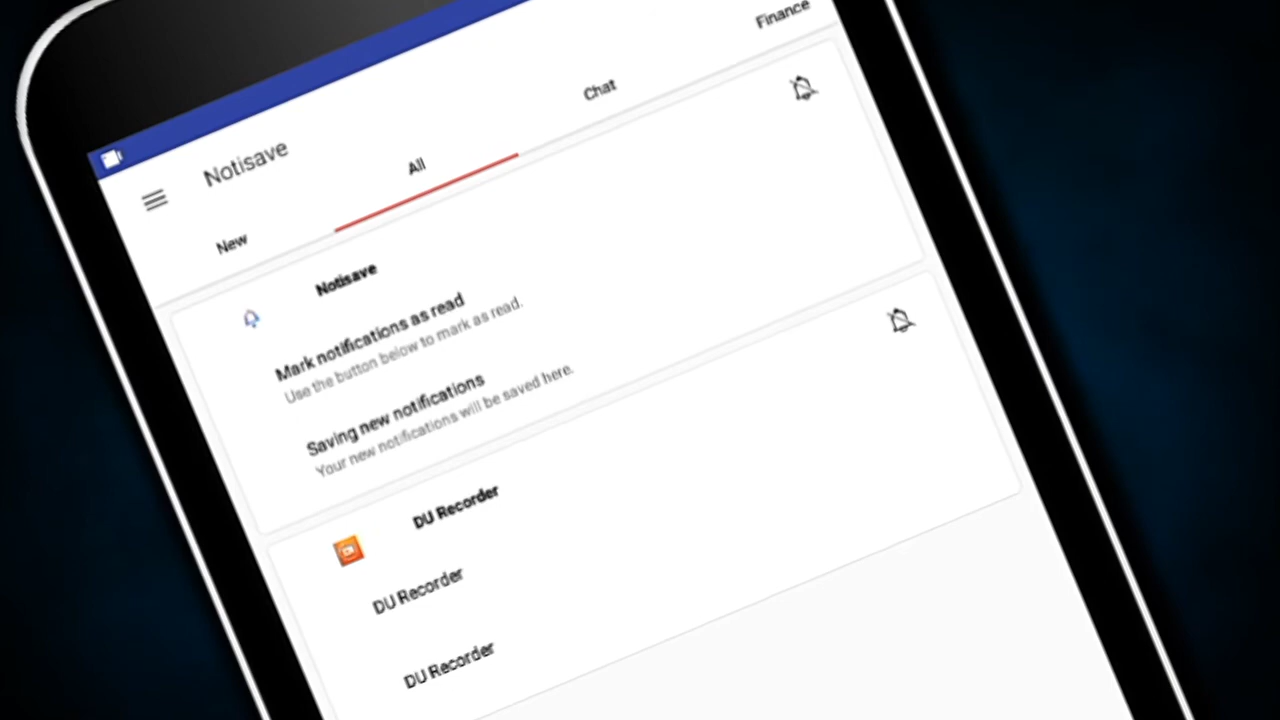 Notisave
New
All
Chat
Finance
Notisave
Mark notifications as read
Use the button below to mark as read.
Saving new notifications
Your new notifications will be saved here.
DU Recorder
DU Recorder
DU Recorder